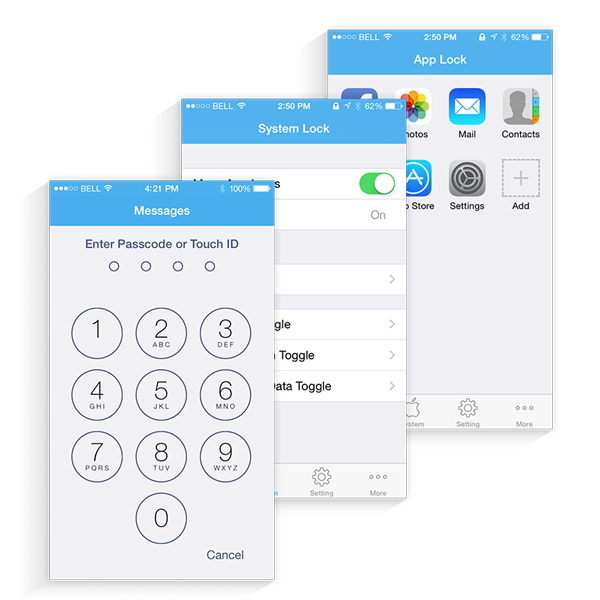 BELL 2:50 PM 62%
App Lock
Mail Contacts
Store Settings Add
Setting More
BELL 2:50 PM 62%
System Lock
On
Toggle
Data Toggle
Setting More
BELL 4:21 PM 100%
Messages
Enter Passcode or Touch ID
1 2 3
ABC DEF
4 5 6
GHI JKL MNO
7 8 9
PQRS TUV WXYZ
0
Cancel